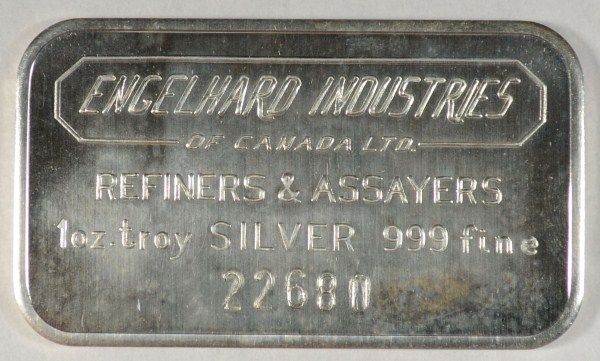 ENGELHARD INDUSTRIES
OF CANADA LTD.
REFINERS & ASSAYERS
1oz.troy SILVER 999 fine
22680